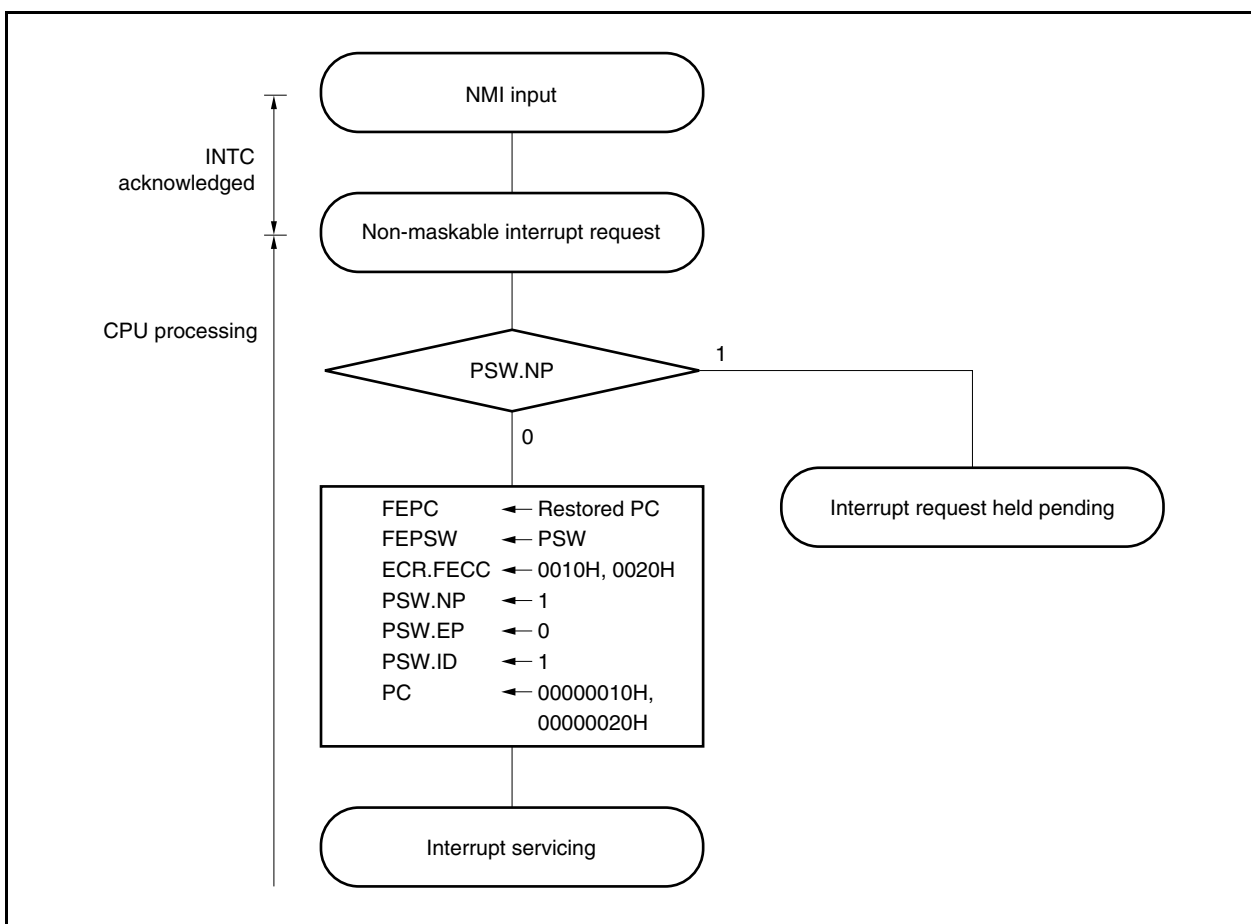 NMI input
INTC
acknowledged
Non-maskable interrupt request
CPU processing
PSW.NP
1
0
FEPC ← Restored PC
FEPSW ← PSW
ECR.FECC ← 0010H, 0020H
PSW.NP ← 1
PSW.EP ← 0
PSW.ID ← 1
PC ← 00000010H,
00000020H
Interrupt request held pending
Interrupt servicing